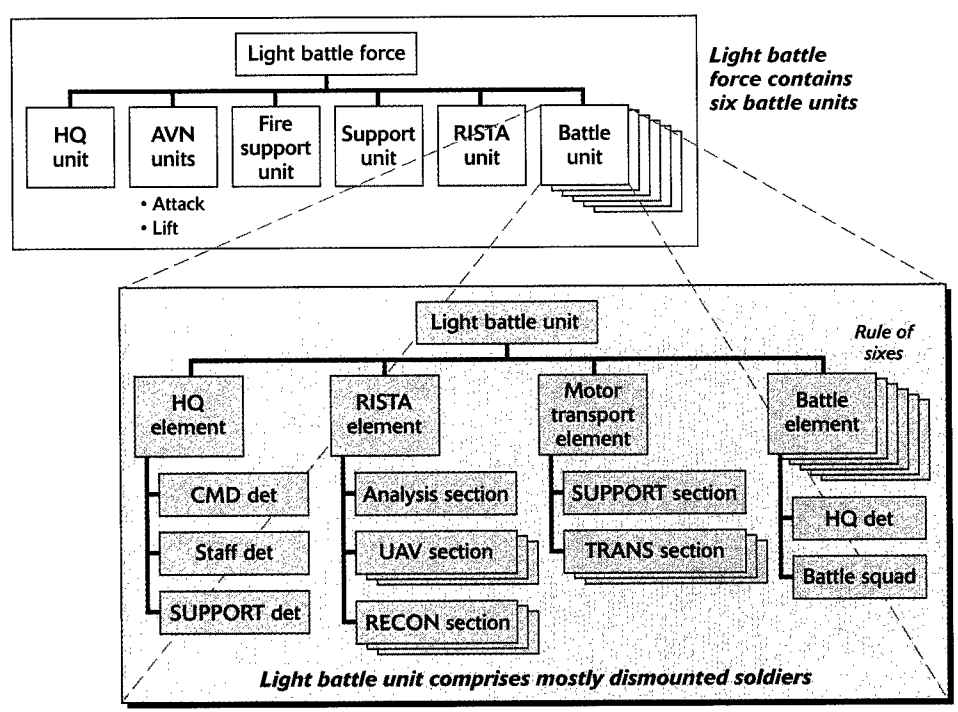 Light battle force
Light battle
force contains
six battle units
HQ
unit
AVN
units
Fire
support
unit
Support
unit
RISTA
unit
Battle
unit
• Attack
• Lift
Light battle unit
Rule of
sixes
HQ
element
RISTA
element
Motor
transport
element
Battle
element
CMD det
Staff det
SUPPORT det
Analysis section
UAV section
RECON section
SUPPORT section
TRANS section
HQ det
Battle squad
Light battle unit comprises mostly dismounted soldiers